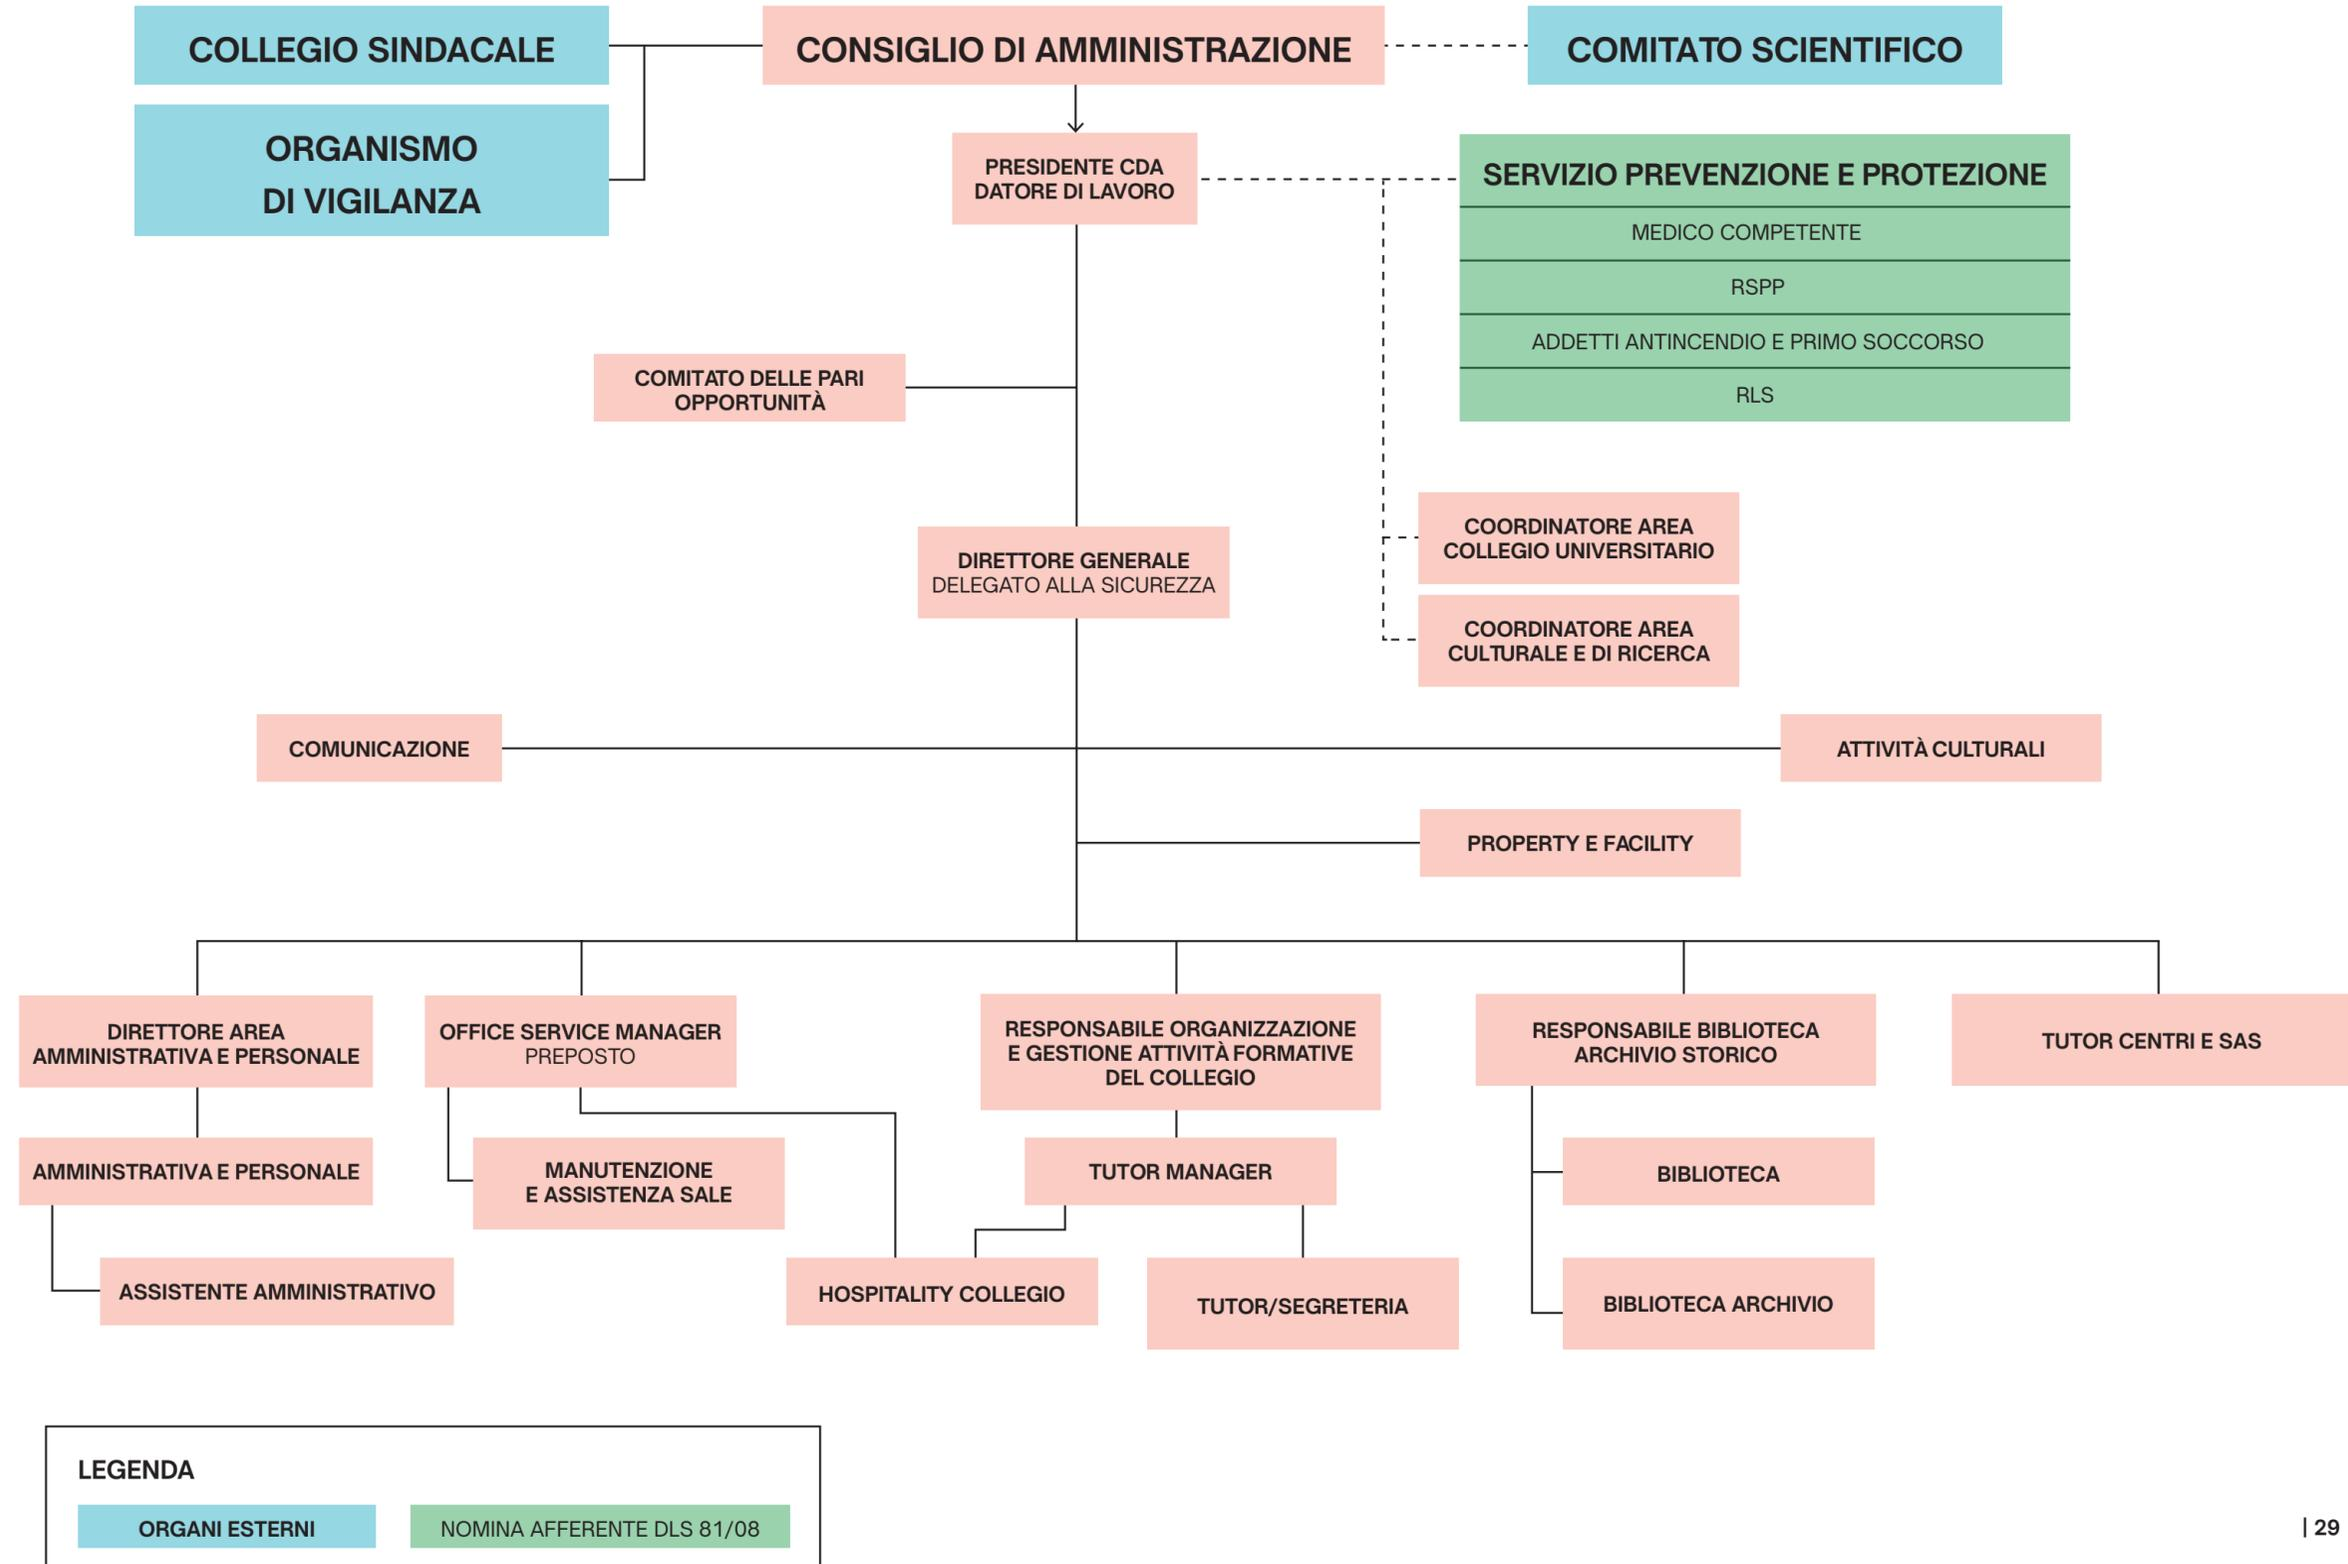 COLLEGIO SINDACALE
CONSIGLIO DI AMMINISTRAZIONE
COMITATO SCIENTIFICO
ORGANISMO
DI VIGILANZA
PRESIDENTE CDA
DATORE DI LAVORO
SERVIZIO PREVENZIONE E PROTEZIONE
MEDICO COMPETENTE
RSPP
ADDETTI ANTINCENDIO E PRIMO SOCCORSO
RLS
COMITATO DELLE PARI
OPPORTUNITÀ
DIRETTORE GENERALE
DELEGATO ALLA SICUREZZA
COORDINATORE AREA
COLLEGIO UNIVERSITARIO
COORDINATORE AREA
CULTURALE E DI RICERCA
COMUNICAZIONE
ATTIVITÀ CULTURALI
PROPERTY E FACILITY
DIRETTORE AREA
AMMINISTRATIVA E PERSONALE
OFFICE SERVICE MANAGER
PREPOSTO
RESPONSABILE ORGANIZZAZIONE
E GESTIONE ATTIVITÀ FORMATIVE
DEL COLLEGIO
RESPONSABILE BIBLIOTECA
ARCHIVIO STORICO
TUTOR CENTRI E SAS
AMMINISTRATIVA E PERSONALE
MANUTENZIONE
E ASSISTENZA SALE
TUTOR MANAGER
BIBLIOTECA
ASSISTENTE AMMINISTRATIVO
HOSPITALITY COLLEGIO
TUTOR/SEGRETERIA
BIBLIOTECA ARCHIVIO
LEGENDA
ORGANI ESTERNI
NOMINA AFFERENTE DLS 81/08
| 29